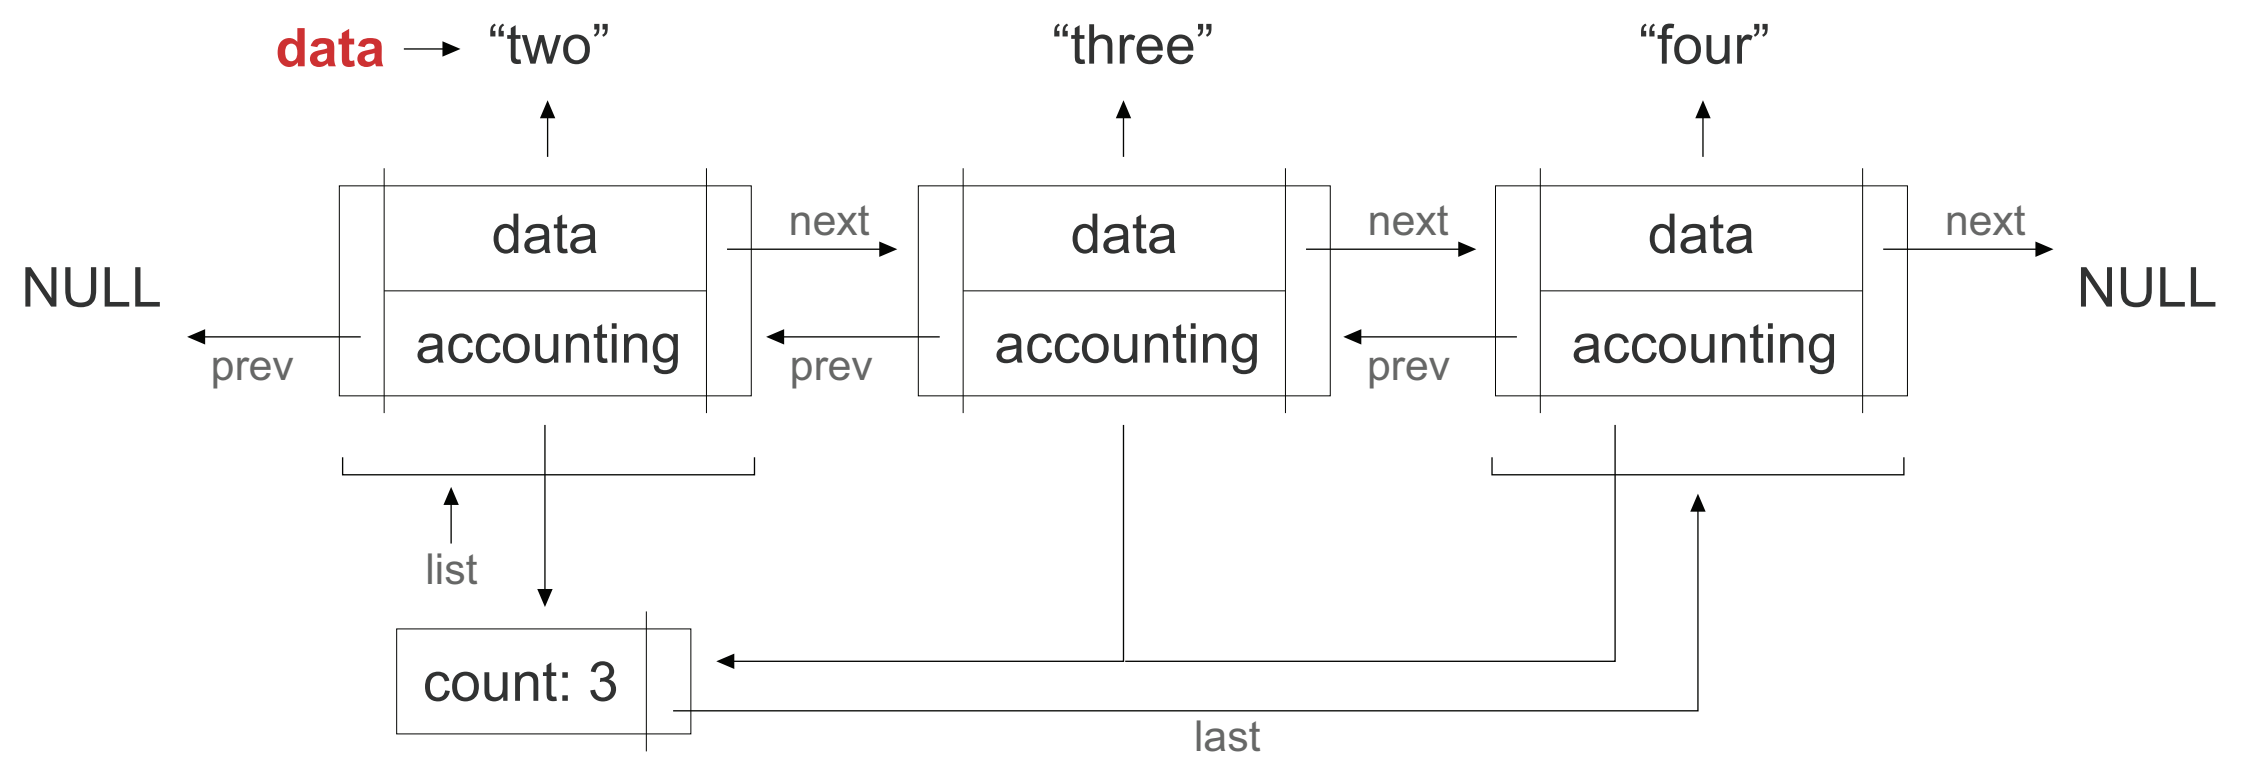 data “two” “three” “four”
data next data next data next
NULL NULL
prev accounting prev accounting prev accounting
list
count: 3
last